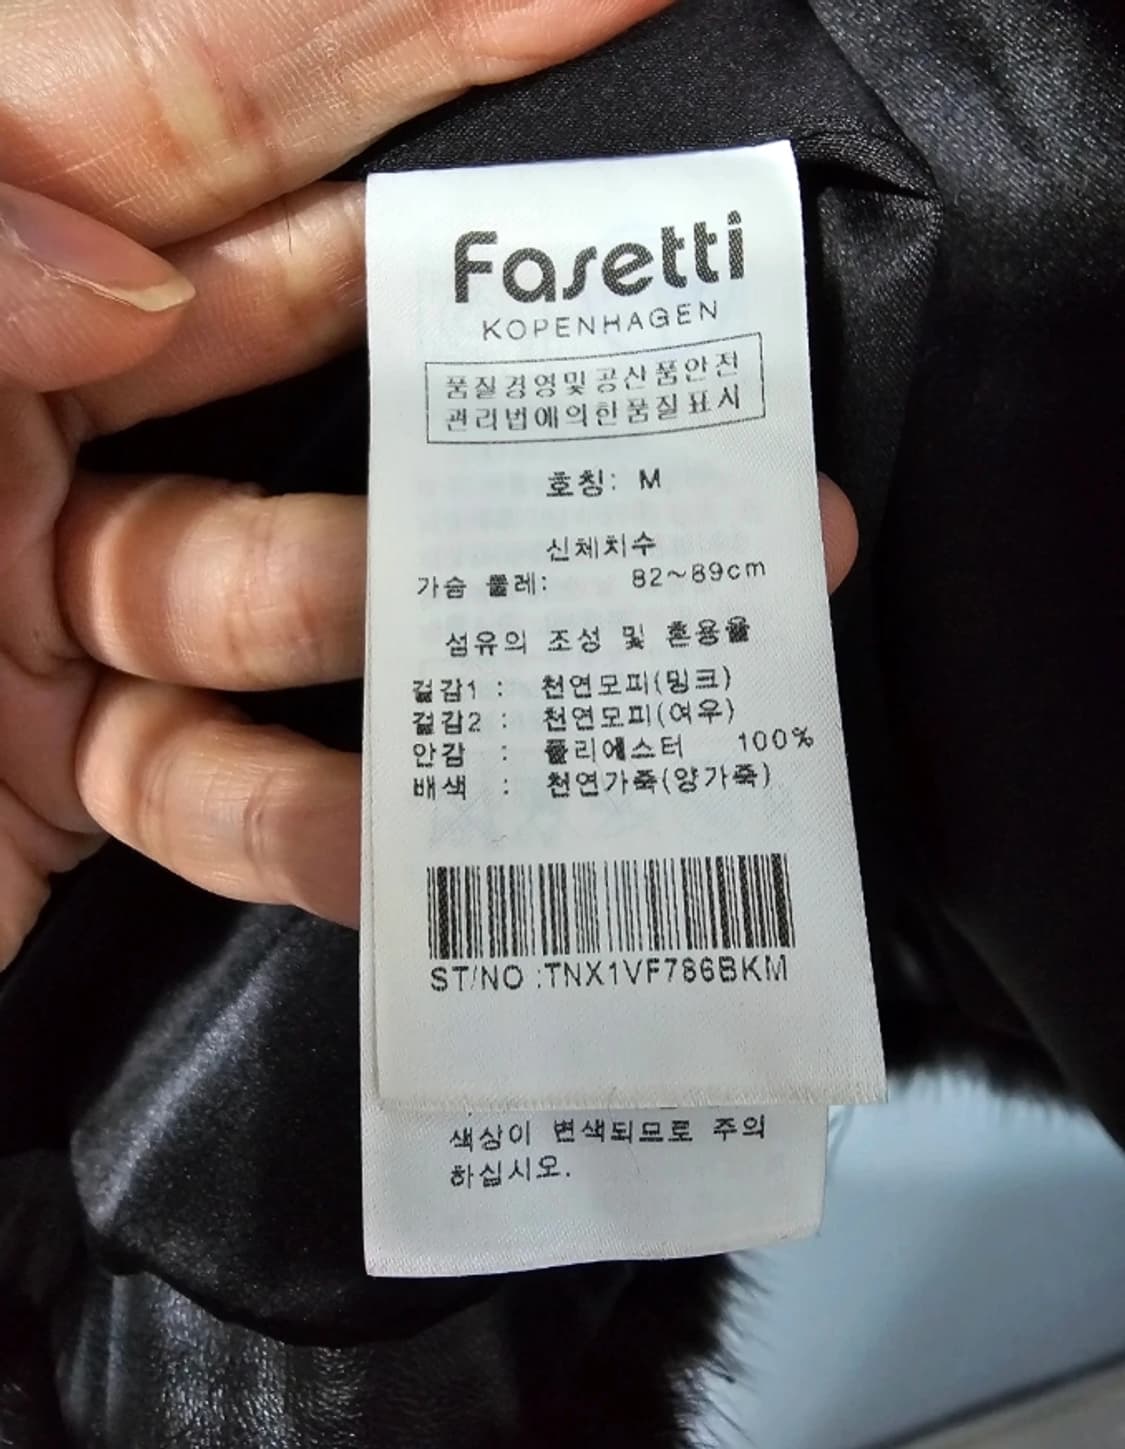 Fasetti
KOPENHAGEN
품질경영및공산품안전
관리법에의한품질표시
호칭: M
신체치수
가슴 둘레: 82~89cm
섬유의 조성 및 혼용율
겉감1 : 천연모피(밍크)
겉감2 : 천연모피(여우)
안감 : 폴리에스터 100%
배색 : 천연가죽(양가죽)
ST/NO :TNX1VF786BKM
색상이 변색되므로 주의
하십시오.